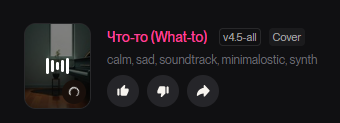 Что-то (What-to) v4.5-all Cover
calm, sad, soundtrack, minimalostic, synth